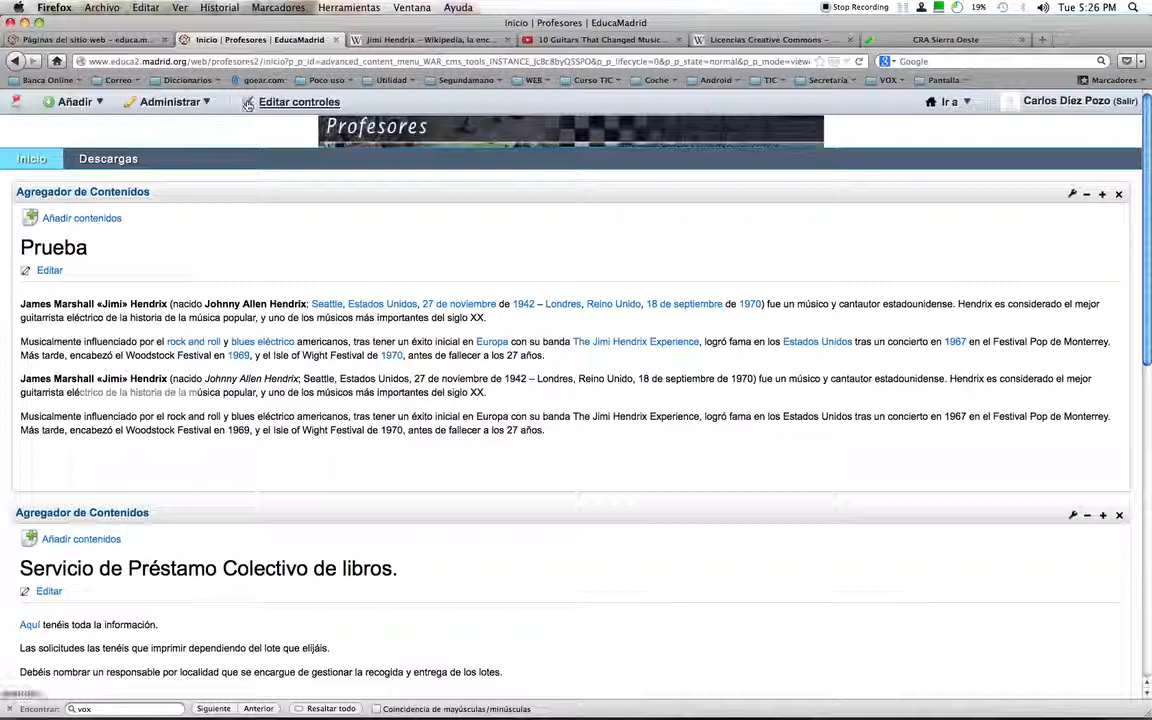 Firefox Archivo Editar Ver Historial Marcadores Herramientas Ventana Ayuda Stop Recording 19% Tue 5:26 PM
Inicio | Profesores | EducaMadrid
Páginas del sitio web – educa.m... Inicio | Profesores | EducaMadrid Jimi Hendrix – Wikipedia, la enc... 10 Guitars That Changed Music... Licencias Creative Commons – ... CRA Sierra Oeste
www.educa2.madrid.org/web/profesores2/inicio?p_p_id=advanced_content_menu_WAR_cms_tools_INSTANCE_jcBc8byQ5SPO&p_p_lifecycle=0&p_p_state=normal&p_p_mode=view Google
Banca Online Correo Diccionarios goear.com Poco uso Utilidad Segundamano WEB Curso TIC Coche Android TIC Secretaría VOX Pantalla Marcadores
Añadir Administrar Editar controles Ir a Carlos Díez Pozo (Salir)
Profesores
Inicio Descargas
Agregador de Contenidos
Añadir contenidos
Prueba
Editar
James Marshall «Jimi» Hendrix (nacido Johnny Allen Hendrix; Seattle, Estados Unidos, 27 de noviembre de 1942 – Londres, Reino Unido, 18 de septiembre de 1970) fue un músico y cantautor estadounidense. Hendrix es considerado el mejor
guitarrista eléctrico de la historia de la música popular, y uno de los músicos más importantes del siglo XX.
Musicalmente influenciado por el rock and roll y blues eléctrico americanos, tras tener un éxito inicial en Europa con su banda The Jimi Hendrix Experience, logró fama en los Estados Unidos tras un concierto en 1967 en el Festival Pop de Monterrey.
Más tarde, encabezó el Woodstock Festival en 1969, y el Isle of Wight Festival de 1970, antes de fallecer a los 27 años.
James Marshall «Jimi» Hendrix (nacido Johnny Allen Hendrix; Seattle, Estados Unidos, 27 de noviembre de 1942 – Londres, Reino Unido, 18 de septiembre de 1970) fue un músico y cantautor estadounidense. Hendrix es considerado el mejor
guitarrista eléctrico de la historia de la música popular, y uno de los músicos más importantes del siglo XX.
Musicalmente influenciado por el rock and roll y blues eléctrico americanos, tras tener un éxito inicial en Europa con su banda The Jimi Hendrix Experience, logró fama en los Estados Unidos tras un concierto en 1967 en el Festival Pop de Monterrey.
Más tarde, encabezó el Woodstock Festival en 1969, y el Isle of Wight Festival de 1970, antes de fallecer a los 27 años.
Agregador de Contenidos
Añadir contenidos
Servicio de Préstamo Colectivo de libros.
Editar
Aquí tenéis toda la información.
Las solicitudes las tenéis que imprimir dependiendo del lote que elijáis.
Debéis nombrar un responsable por localidad que se encargue de gestionar la recogida y entrega de los lotes.
Encontrar: vox Siguiente Anterior Resaltar todo Coincidencia de mayúsculas/minúsculas